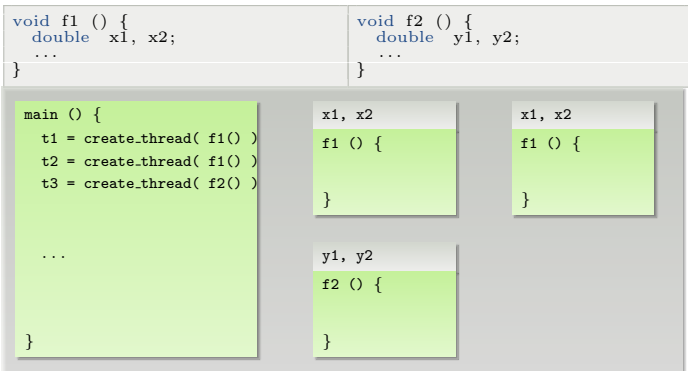 void f1 () {
double x1, x2;
...
}
void f2 () {
double y1, y2;
...
}
main () {
t1 = create_thread( f1() )
t2 = create_thread( f1() )
t3 = create_thread( f2() )
...
}
x1, x2
f1 () {
}
x1, x2
f1 () {
}
y1, y2
f2 () {
}